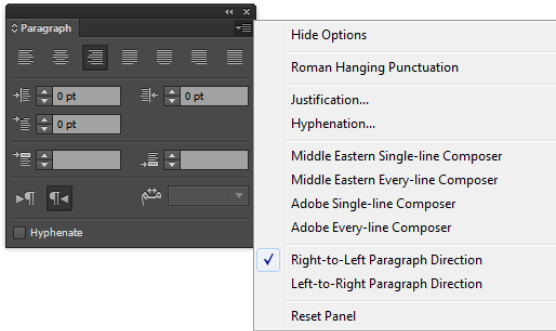 Paragraph
0 pt
0 pt
0 pt
Hyphenate
Hide Options
Roman Hanging Punctuation
Justification...
Hyphenation...
Middle Eastern Single-line Composer
Middle Eastern Every-line Composer
Adobe Single-line Composer
Adobe Every-line Composer
Right-to-Left Paragraph Direction
Left-to-Right Paragraph Direction
Reset Panel